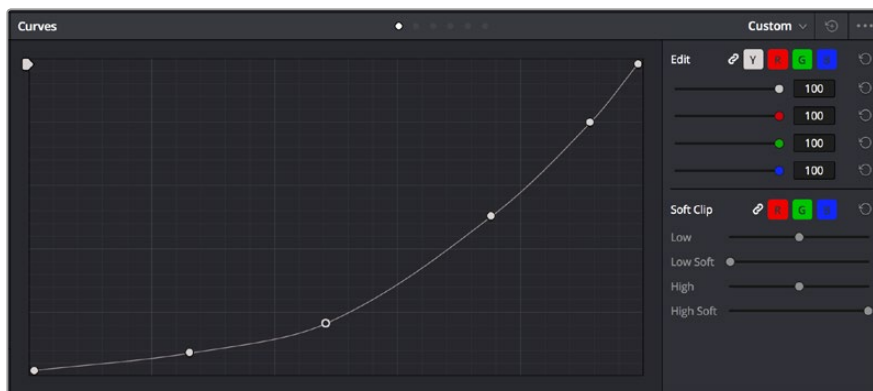 Curves
Custom
Edit
Y R G B
100
100
100
100
Soft Clip
R G B
Low
Low Soft
High
High Soft